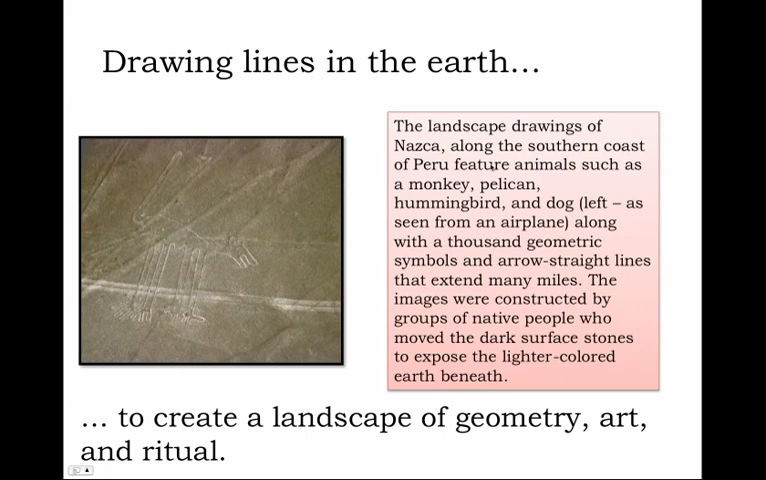 Drawing lines in the earth…
The landscape drawings of
Nazca, along the southern coast
of Peru feature animals such as
a monkey, pelican,
hummingbird, and dog (left – as
seen from an airplane) along
with a thousand geometric
symbols and arrow-straight lines
that extend many miles. The
images were constructed by
groups of native people who
moved the dark surface stones
to expose the lighter-colored
earth beneath.
… to create a landscape of geometry, art,
and ritual.